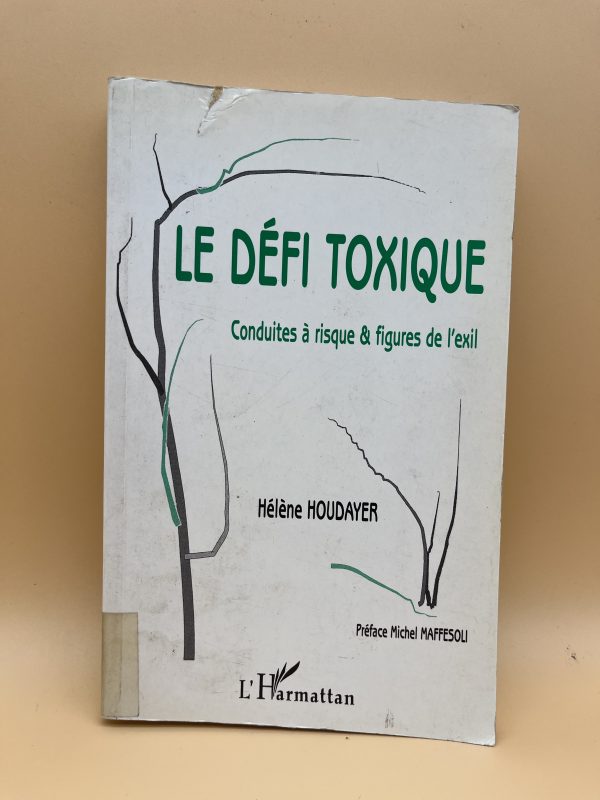 LE DÉFI TOXIQUE
Conduites à risque & figures de l'exil
Hélène HOUDAYER
Préface Michel MAFFESOLI
L'Harmattan